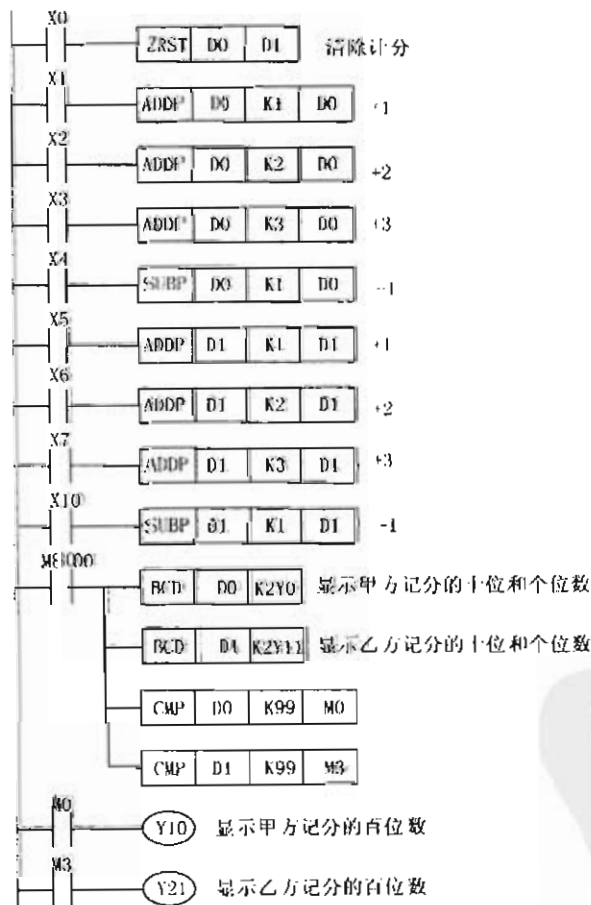 X0
ZRST D0 D1 清除计分
X1
ADDP D0 K1 D0 +1
X2
ADDP D0 K2 D0 +2
X3
ADDP D0 K3 D0 +3
X4
SUBP D0 K1 D0 -1
X5
ADDP D1 K1 D1 +1
X6
ADDP D1 K2 D1 +2
X7
ADDP D1 K3 D1 +3
X10
SUBP D1 K1 D1 -1
M8000
BCD D0 K2Y0 显示甲方记分的十位和个位数
BCD D1 K2Y11 显示乙方记分的十位和个位数
CMP D0 K99 M0
CMP D1 K99 M3
M0
Y10 显示甲方记分的百位数
M3
Y21 显示乙方记分的百位数